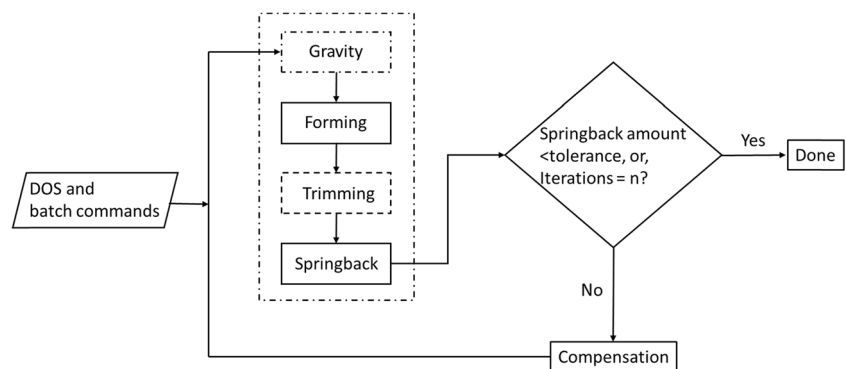 DOS and
batch commands
Gravity
Forming
Trimming
Springback
Springback amount
<tolerance, or,
Iterations = n?
Yes
Done
No
Compensation